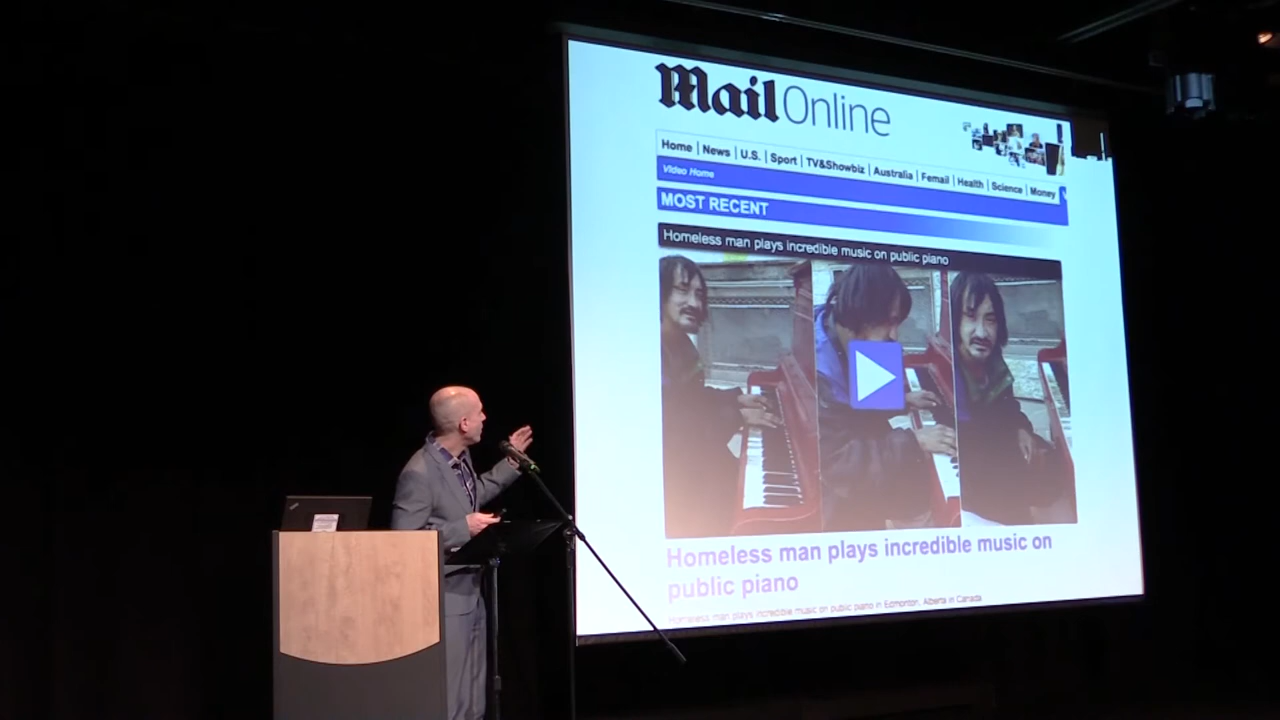 Mail Online
Home | News | U.S. | Sport | TV&Showbiz | Australia | Femail | Health | Science | Money
Video Home
MOST RECENT
Homeless man plays incredible music on public piano
Homeless man plays incredible music on
public piano
Homeless man plays incredible music on public piano in Edmonton, Alberta in Canada